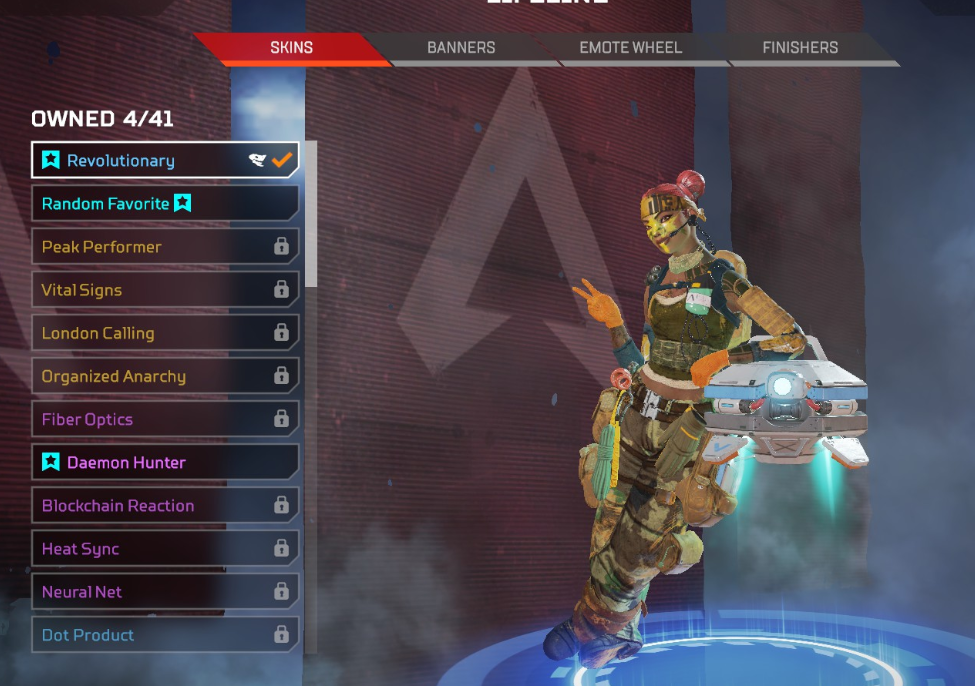 SKINS
BANNERS
EMOTE WHEEL
FINISHERS
OWNED 4/41
Revolutionary
Random Favorite
Peak Performer
Vital Signs
London Calling
Organized Anarchy
Fiber Optics
Daemon Hunter
Blockchain Reaction
Heat Sync
Neural Net
Dot Product